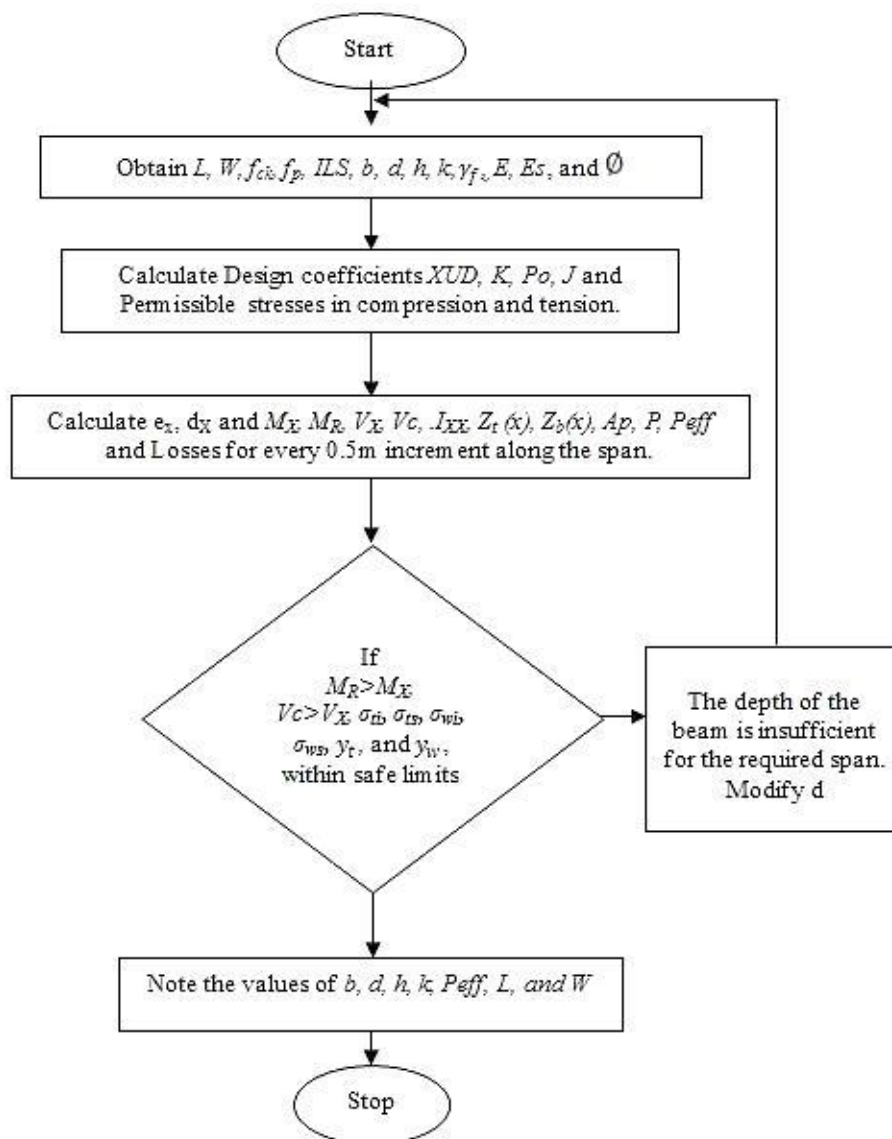 Start
Obtain L, W, fci, fp, ILS, b, d, h, k, γf, E, Es, and Ø
Calculate Design coefficients XUD, K, Po, J and
Permissible stresses in compression and tension.
Calculate ex, dX and MX, MR, VX, Vc, .IXX, Zt (x), Zb(x), Ap, P, Peff
and Losses for every 0.5m increment along the span.
If
MR>MX,
Vc>VX, σti, σts, σwi,
σws, yt, and yw,
within safe limits
The depth of the
beam is insufficient
for the required span.
Modify d
Note the values of b, d, h, k, Peff, L, and W
Stop